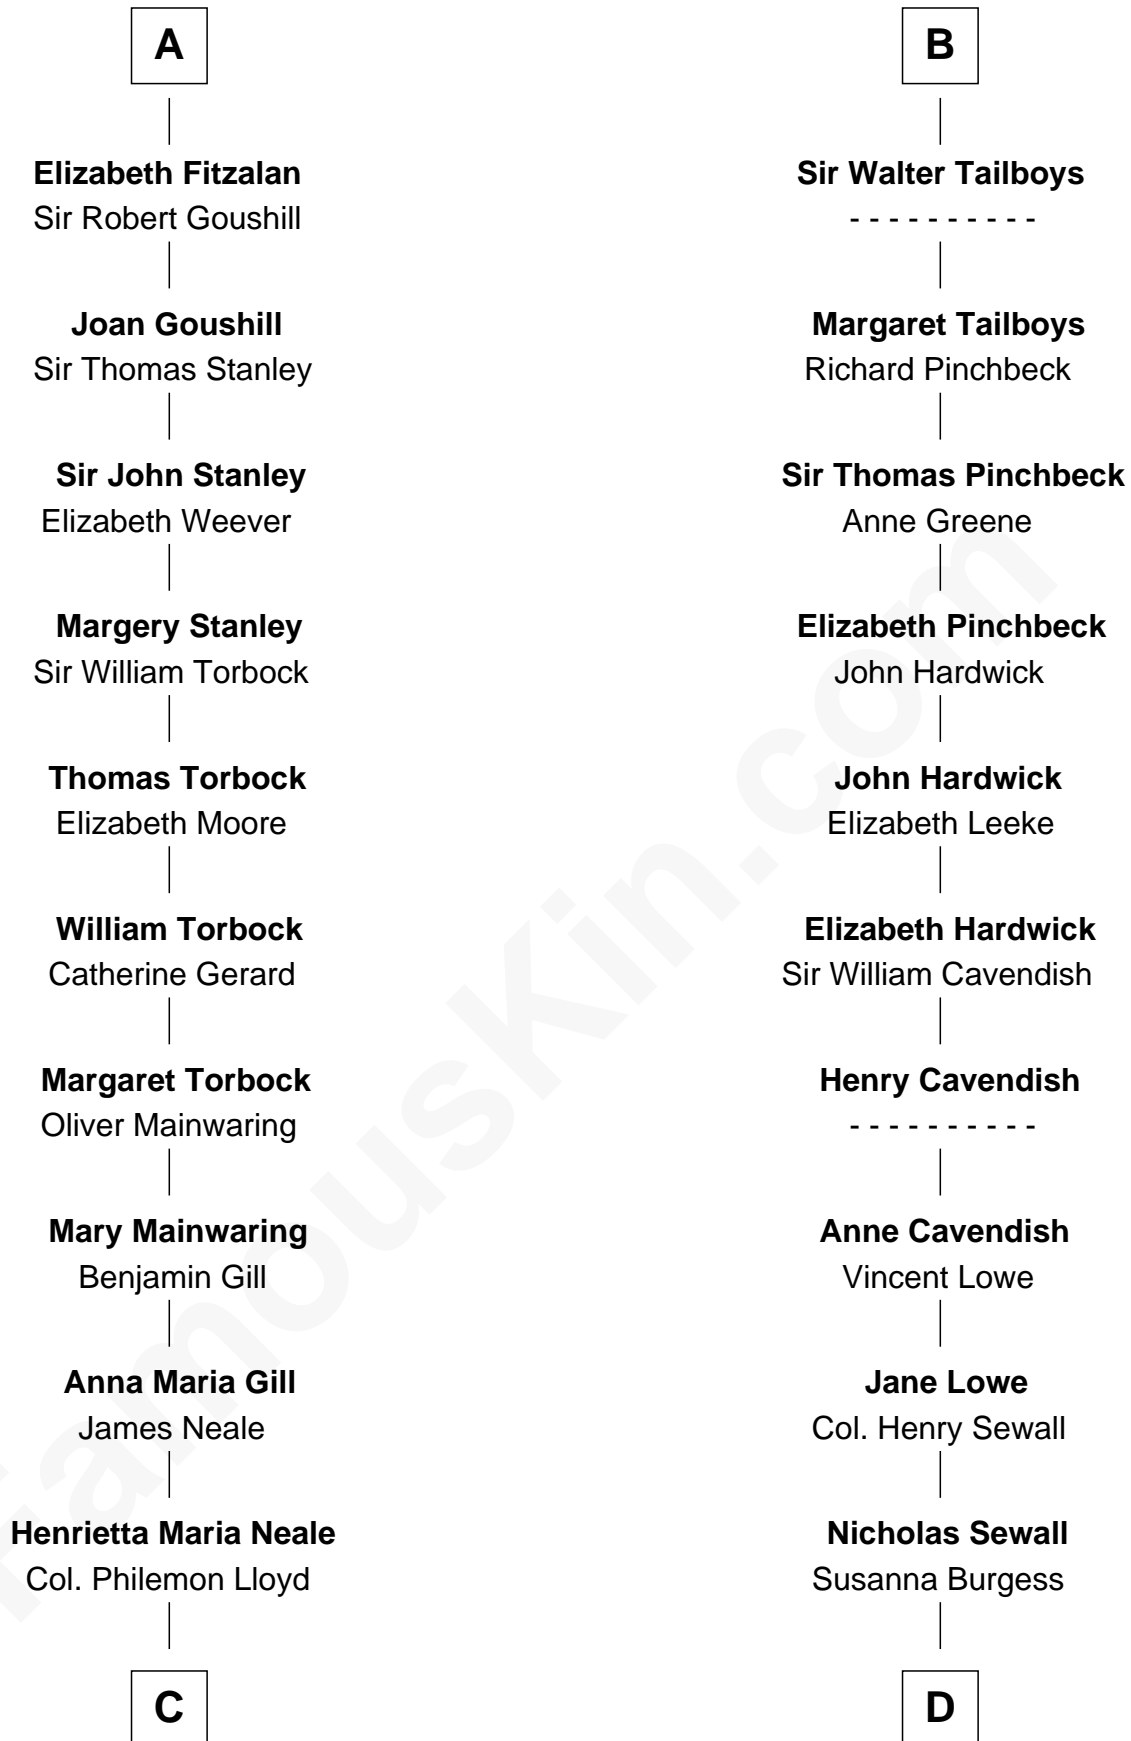 A
Elizabeth Fitzalan
Sir Robert Goushill
Joan Goushill
Sir Thomas Stanley
Sir John Stanley
Elizabeth Weever
Margery Stanley
Sir William Torbock
Thomas Torbock
Elizabeth Moore
William Torbock
Catherine Gerard
Margaret Torbock
Oliver Mainwaring
Mary Mainwaring
Benjamin Gill
Anna Maria Gill
James Neale
Henrietta Maria Neale
Col. Philemon Lloyd
C
B
Sir Walter Tailboys
- - - - - - - - - -
Margaret Tailboys
Richard Pinchbeck
Sir Thomas Pinchbeck
Anne Greene
Elizabeth Pinchbeck
John Hardwick
John Hardwick
Elizabeth Leeke
Elizabeth Hardwick
Sir William Cavendish
Henry Cavendish
- - - - - - - - - -
Anne Cavendish
Vincent Lowe
Jane Lowe
Col. Henry Sewall
Nicholas Sewall
Susanna Burgess
D
FamousKin.com